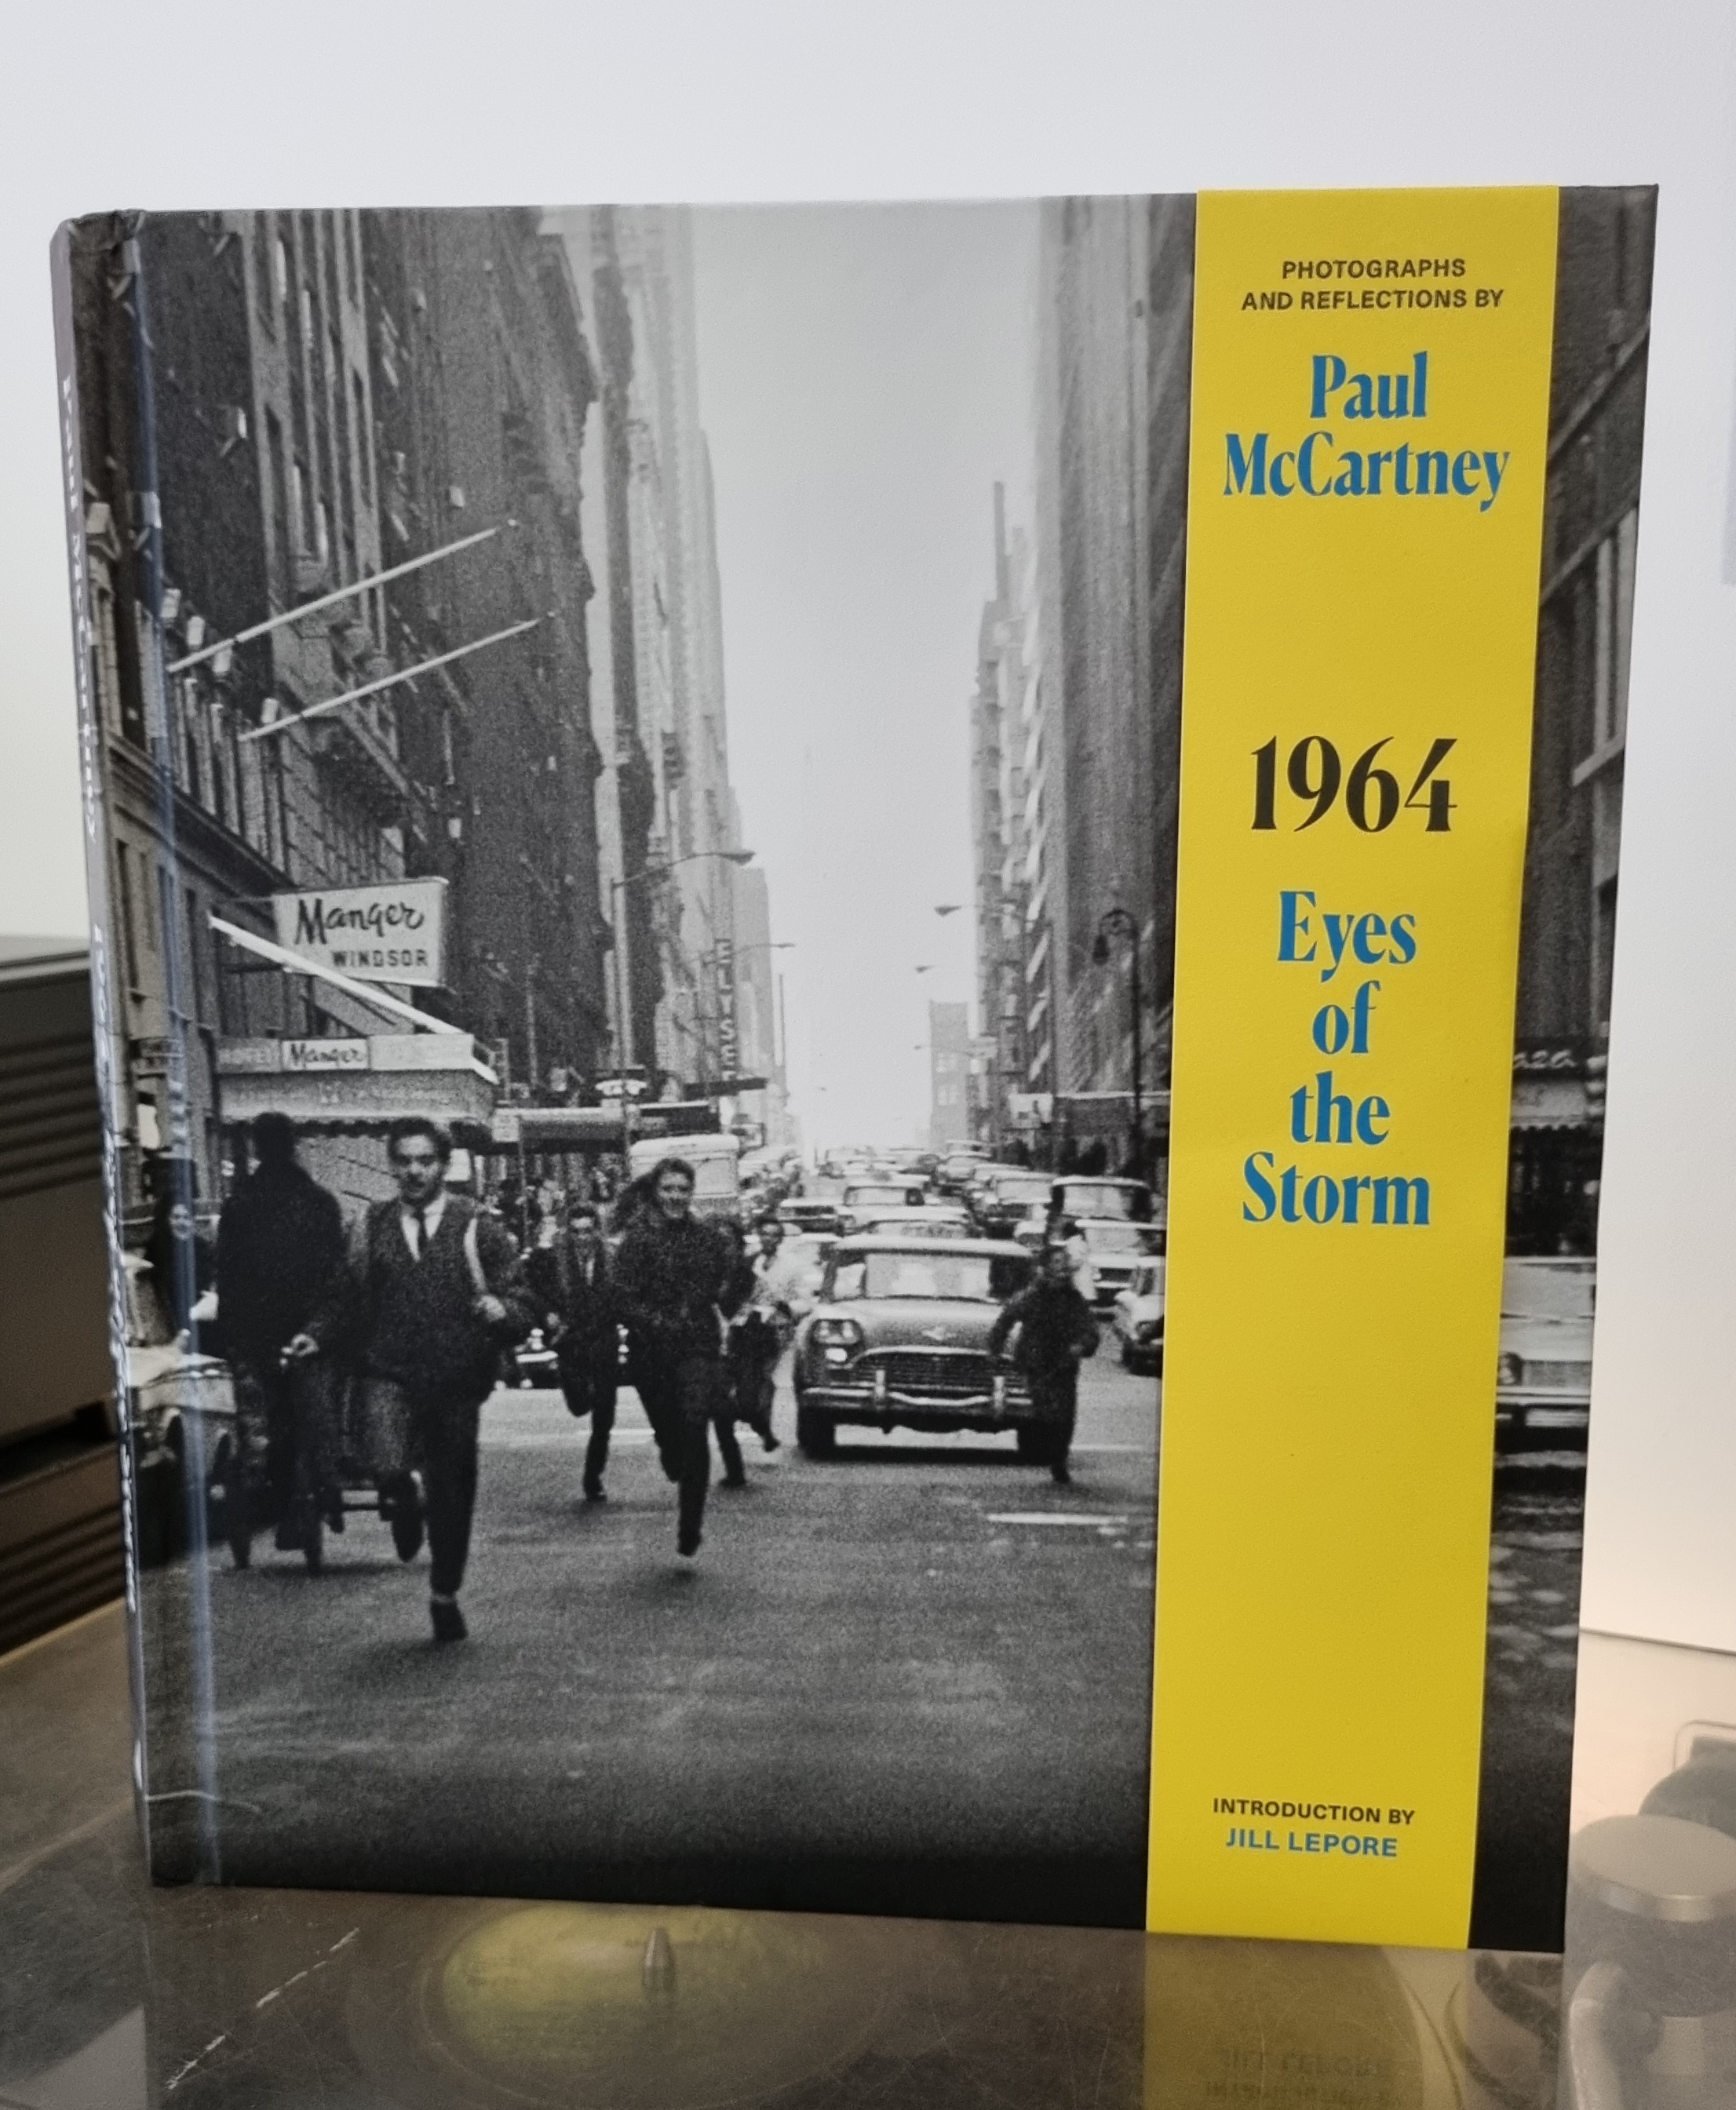 PHOTOGRAPHS
AND REFLECTIONS BY
Paul
McCartney
1964
Eyes
of
the
Storm
INTRODUCTION BY
JILL LEPORE
Manger
WINDSOR
HOTEL Manger
ELYSEE
Paul McCartney